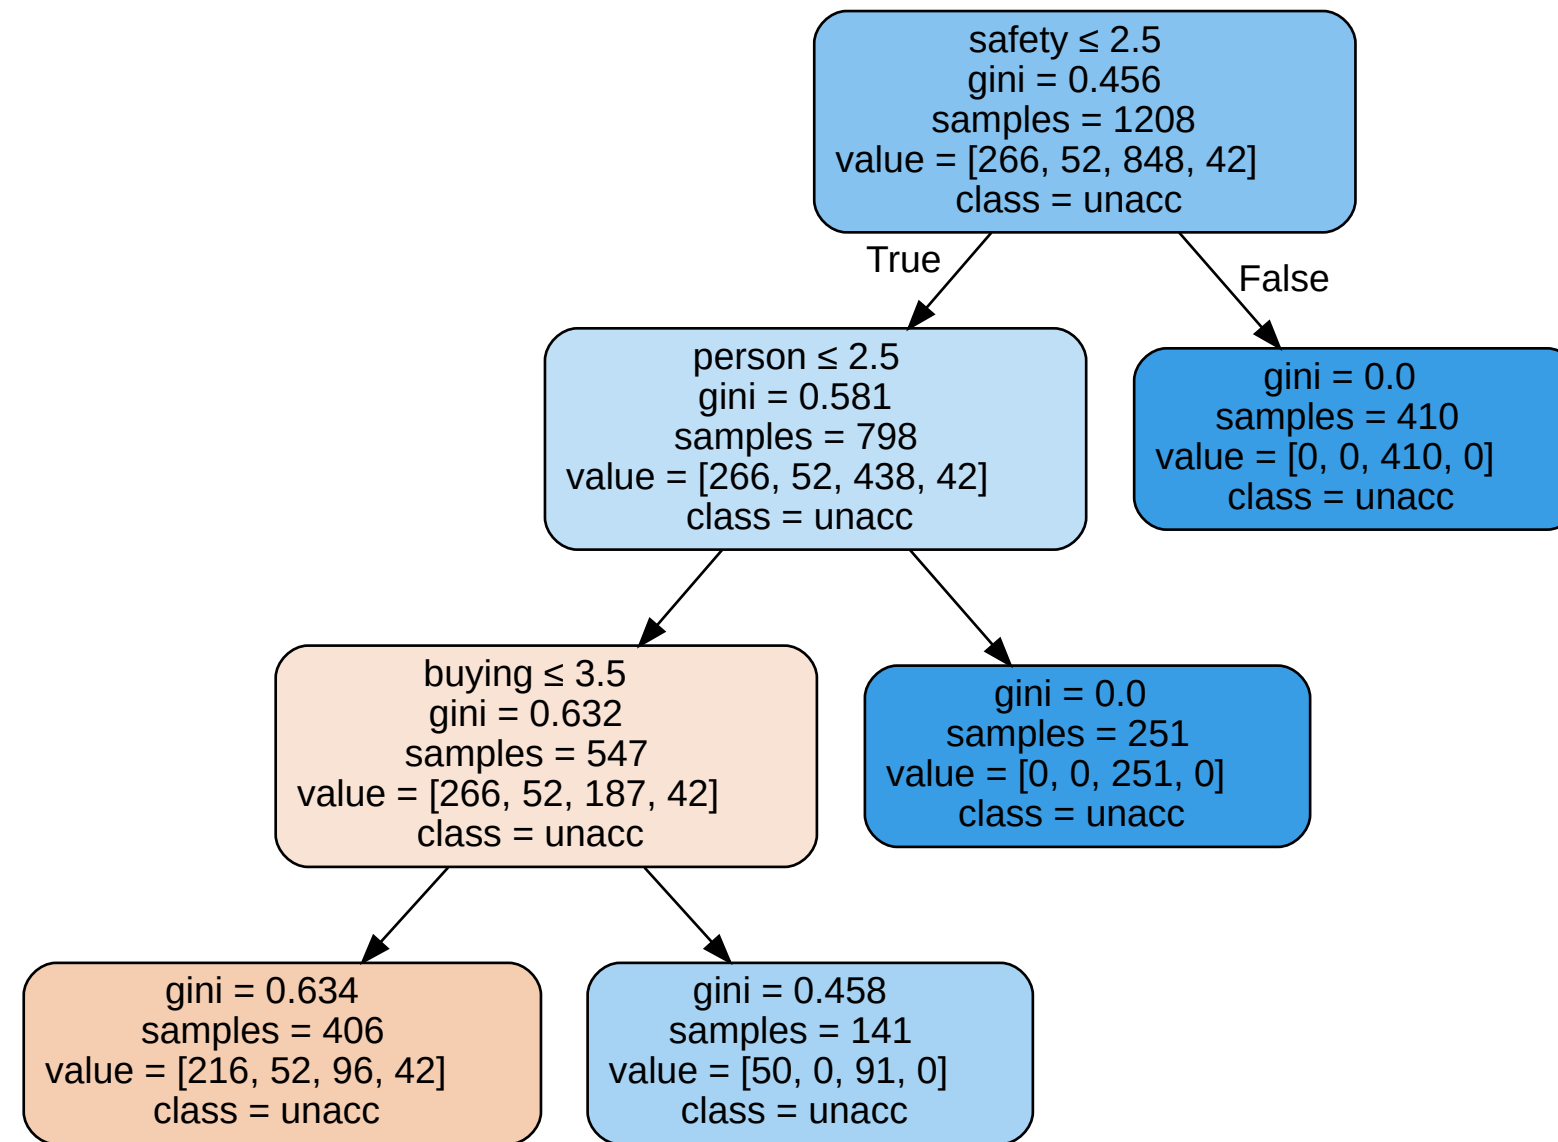 safety ≤ 2.5
gini = 0.456
samples = 1208
value = [266, 52, 848, 42]
class = unacc
True
False
person ≤ 2.5
gini = 0.581
samples = 798
value = [266, 52, 438, 42]
class = unacc
gini = 0.0
samples = 410
value = [0, 0, 410, 0]
class = unacc
buying ≤ 3.5
gini = 0.632
samples = 547
value = [266, 52, 187, 42]
class = unacc
gini = 0.0
samples = 251
value = [0, 0, 251, 0]
class = unacc
gini = 0.634
samples = 406
value = [216, 52, 96, 42]
class = unacc
gini = 0.458
samples = 141
value = [50, 0, 91, 0]
class = unacc